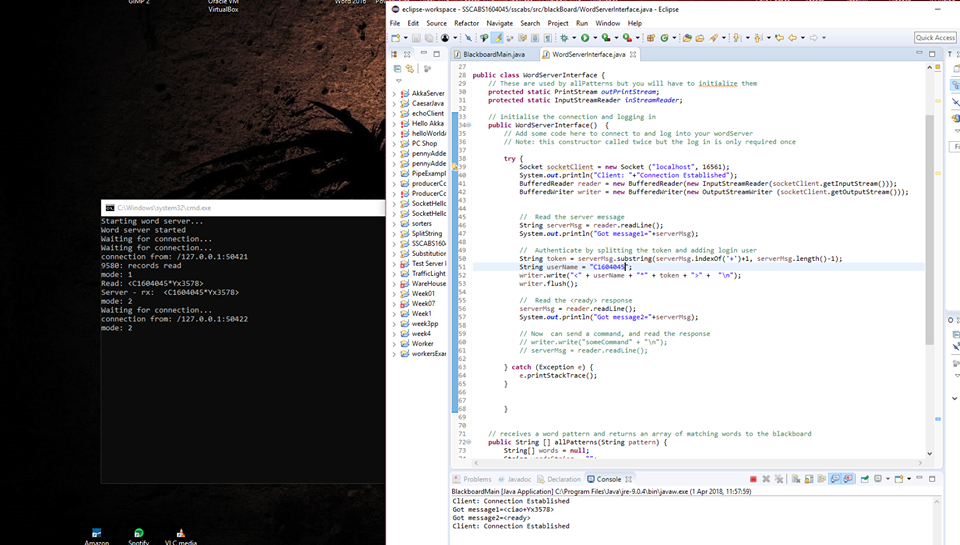 GIMP 2
Oracle VM
VirtualBox
Word 2016
eclipse-workspace - SSCABS1604045/sscabs/src/blackBoard/WordServerInterface.java - Eclipse
File Edit Source Refactor Navigate Search Project Run Window Help
Quick Access
BlackboardMain.java
WordServerInterface.java
AkkaServer
CaesarJava
echoClient
Hello Akka
helloWorldA
PC Shop
pennyAdde
pennyAdde
PipeExampl
producerCo
ProducerCo
SocketHello
SocketHello
sorters
SplitString
SSCABS1604
Substitution
Test Server I
TrafficLight
WareHouse
Week01
Week07
Week1
week3pp
week4
Worker
workersExam
27
28 public class WordServerInterface {
29 // These are used by allPatterns but you will have to initialize them
30 protected static PrintStream outPrintStream;
31 protected static InputStreamReader inStreamReader;
32
33 // initialise the connection and logging in
34 public WordServerInterface() {
35 // Add some code here to connect to and log into your wordServer
36 // Note: this constructor called twice but the log in is only required once
37
38 try {
39 Socket socketClient = new Socket ("localhost", 16561);
40 System.out.println("Client: "+"Connection Established");
41 BufferedReader reader = new BufferedReader(new InputStreamReader(socketClient.getInputStream()));
42 BufferedWriter writer = new BufferedWriter(new OutputStreamWriter (socketClient.getOutputStream()));
43
44
45 // Read the server message
46 String serverMsg = reader.readLine();
47 System.out.println("Got message1="+serverMsg);
48
49 // Authenticate by splitting the token and adding login user
50 String token = serverMsg.substring(serverMsg.indexOf('+')+1, serverMsg.length()-1);
51 String userName = "C1604045";
52 writer.write("<" + userName + "*" + token + ">" + "\n");
53 writer.flush();
54
55 // Read the <ready> response
56 serverMsg = reader.readLine();
57 System.out.println("Got message2="+serverMsg);
58
59 // Now can send a command, and read the response
60 // writer.write("someCommand" + "\n");
61 // serverMsg = reader.readLine();
62
63 } catch (Exception e) {
64 e.printStackTrace();
65 }
66
67
68 }
69
70
71 // receives a word pattern and returns an array of matching words to the blackboard
72 public String [] allPatterns(String pattern) {
73 String[] words = null;
C:\Windows\system32\cmd.exe
Starting word server...
Word server started
Waiting for connection...
Waiting for connection...
connection from: /127.0.0.1:50421
9580: records read
mode: 1
Read: <C1604045*Yx3578>
Server - rx: <C1604045*Yx3578>
mode: 2
Waiting for connection...
connection from: /127.0.0.1:50422
mode: 2
Problems Javadoc Declaration Console
BlackboardMain [Java Application] C:\Program Files\Java\jre-9.0.4\bin\javaw.exe (1 Apr 2018, 11:57:59)
Client: Connection Established
Got message1=<ciao+Yx3578>
Got message2=<ready>
Client: Connection Established
Amazon
Spotify
VLC media